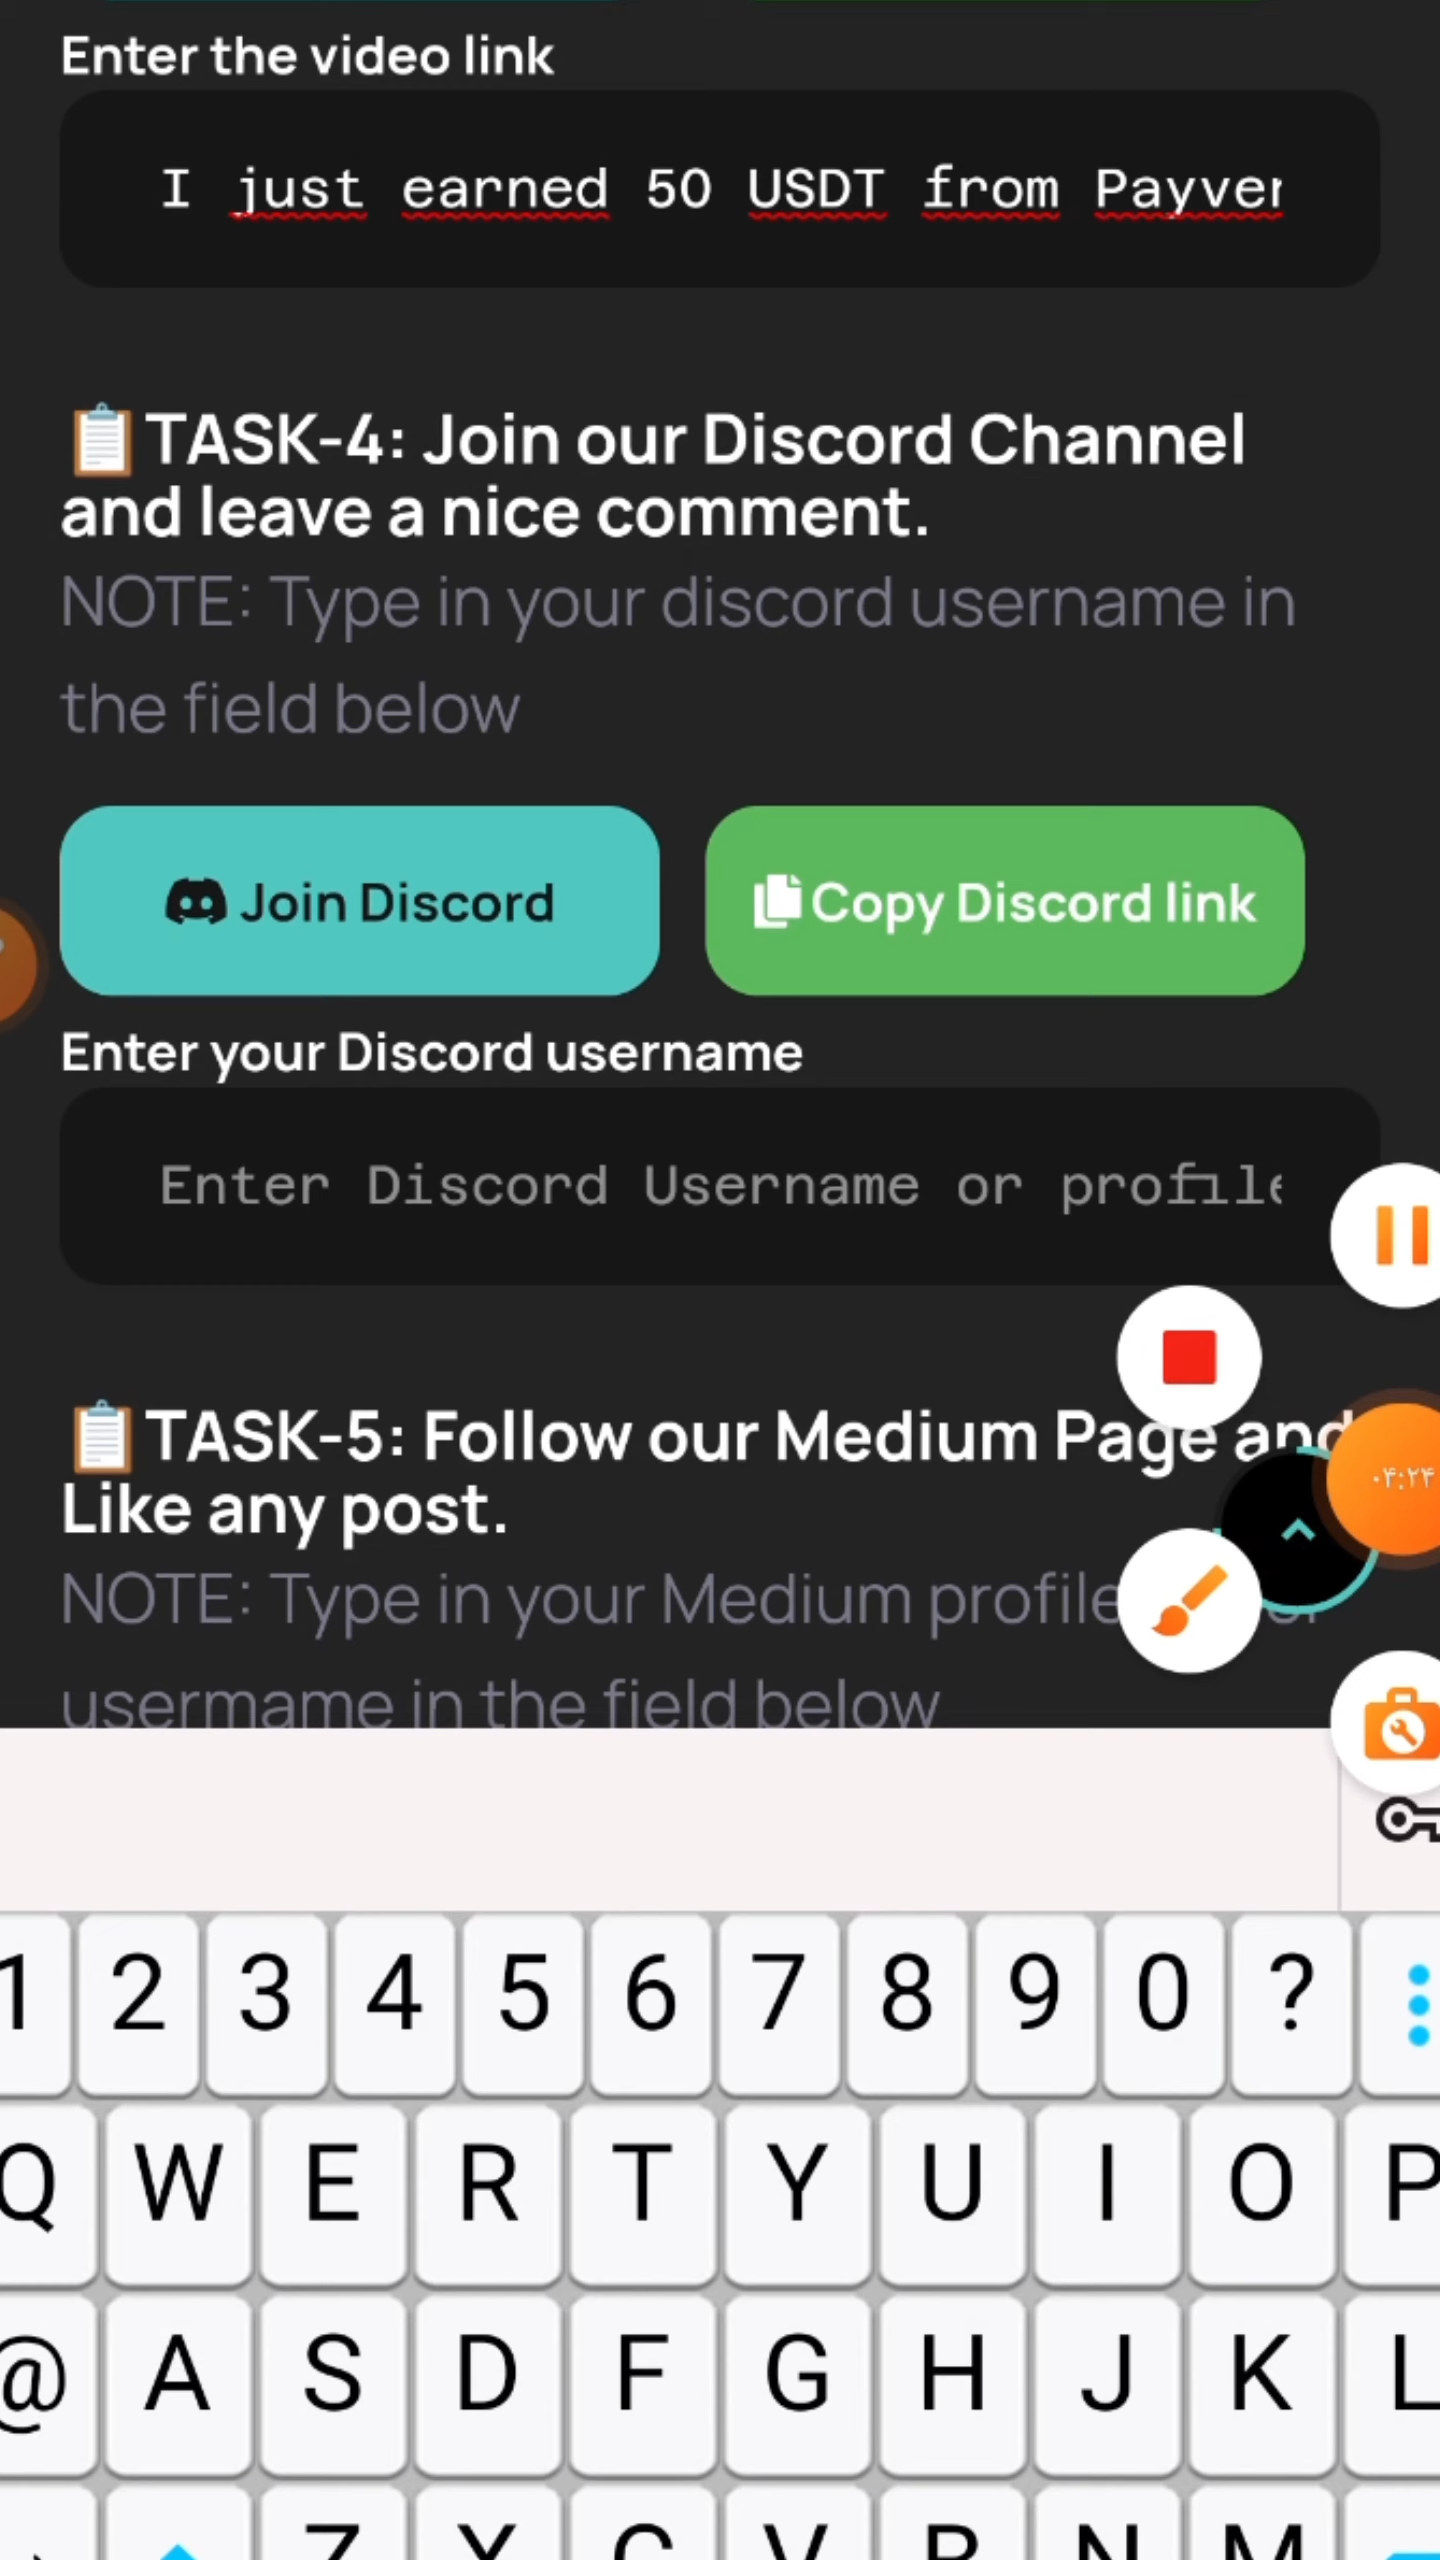 Enter the video link
I just earned 50 USDT from Payver
TASK-4: Join our Discord Channel
and leave a nice comment.
NOTE: Type in your discord username in
the field below
Join Discord
Copy Discord link
Enter your Discord username
Enter Discord Username or profile
TASK-5: Follow our Medium Page and
Like any post.
۰۴:۲۴
NOTE: Type in your Medium profile
usermame in the field below
1 2 3 4 5 6 7 8 9 0 ?
Q W E R T Y U I O P
@ A S D F G H J K L
Z X C V B N M